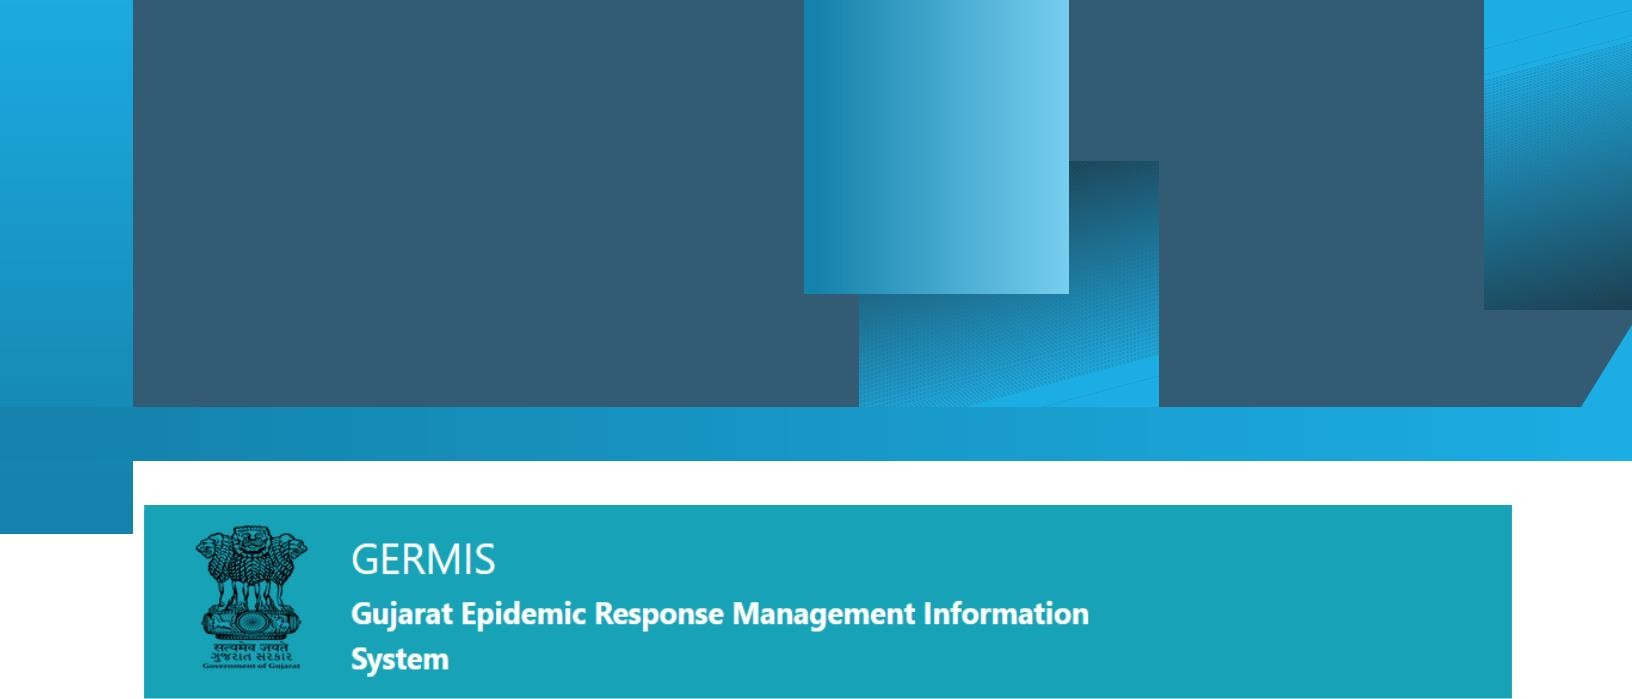 GERMIS
Gujarat Epidemic Response Management Information
System
सत्यमेव जयते
ગુજરાત સરકાર
Government of Gujarat